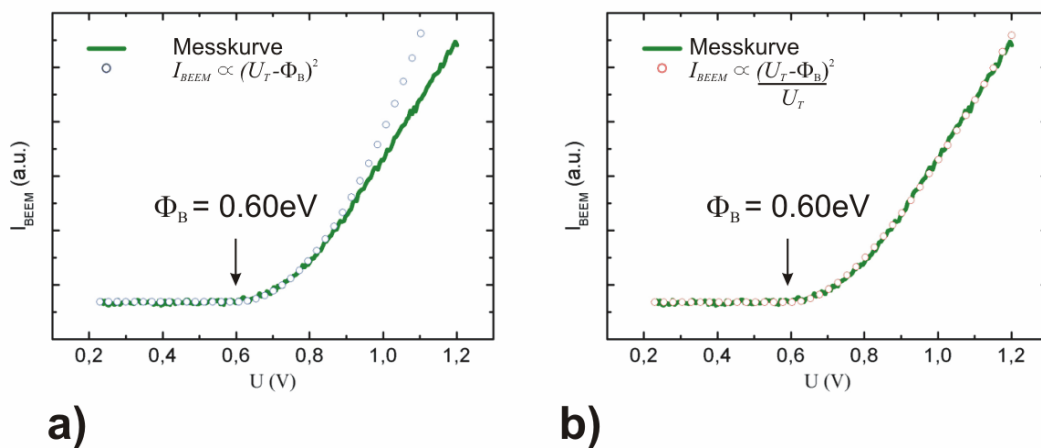 Messkurve
I_BEEM ∝ (U_T-Φ_B)²
Φ_B = 0.60eV
I_BEEM (a.u.)
0,2 0,4 0,6 0,8 1,0 1,2
U (V)
a)
Messkurve
I_BEEM ∝ (U_T-Φ_B)²
U_T
Φ_B = 0.60eV
I_BEEM (a.u.)
0,2 0,4 0,6 0,8 1,0 1,2
U (V)
b)